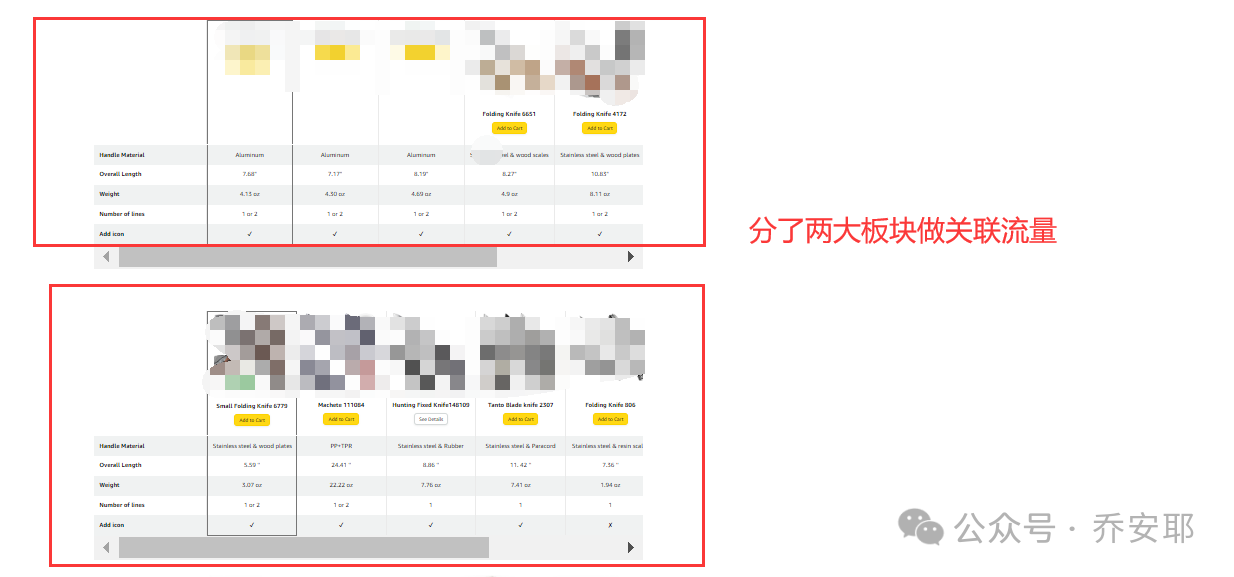 Folding Knife 6651 Folding Knife 4172
Add to Cart Add to Cart
Handle Material Aluminum Aluminum Aluminum steel & wood scales Stainless steel & wood plates
Overall Length 7.68" 7.17" 8.19" 8.27" 10.83"
Weight 4.13 oz 4.30 oz 4.69 oz 4.9 oz 8.11 oz
Number of lines 1 or 2 1 or 2 1 or 2 1 or 2 1 or 2
Add icon ✓ ✓ ✓ ✓ ✓
分了两大板块做关联流量
Small Folding Knife 6779 Machete 111084 Hunting Fixed Knife148109 Tanto Blade knife 2307 Folding Knife 806
Add to Cart Add to Cart See Details Add to Cart Add to Cart
Handle Material Stainless steel & wood plates PP+TPR Stainless steel & Rubber Stainless steel & Paracord Stainless steel & resin scal
Overall Length 5.59 " 24.41 " 8.86 " 11. 42 " 7.36 "
Weight 3.07 oz 22.22 oz 7.76 oz 7.41 oz 1.94 oz
Number of lines 1 or 2 1 or 2 1 1 1
Add icon ✓ ✓ ✓ ✓ ✗
公众号 · 乔安耶